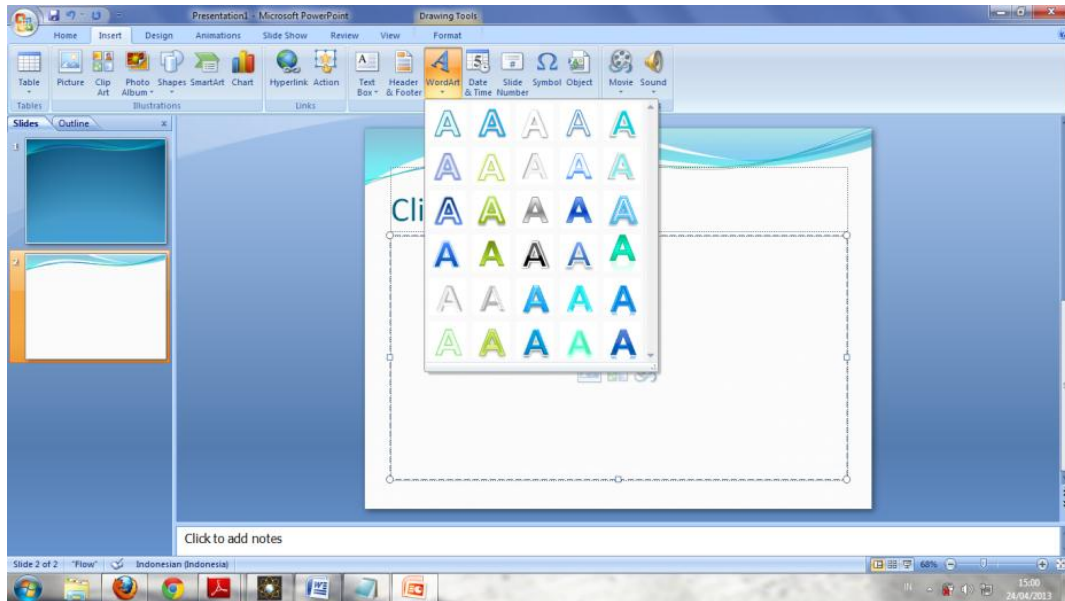 Presentation1 - Microsoft PowerPoint
Drawing Tools
Home Insert Design Animations Slide Show Review View Format
Table Picture Clip Art Photo Album Shapes SmartArt Chart Hyperlink Action Text Box Header & Footer WordArt Date & Time Slide Number Symbol Object Movie Sound
Tables Illustrations Links
Slides Outline x
1
A A A A A
A A A A A
Cli A A A A A
2
A A A A A
A A A A A
A A A A A
Click to add notes
Slide 2 of 2 "Flow" Indonesian (Indonesia) 68%
IN 15:00
24/04/2013